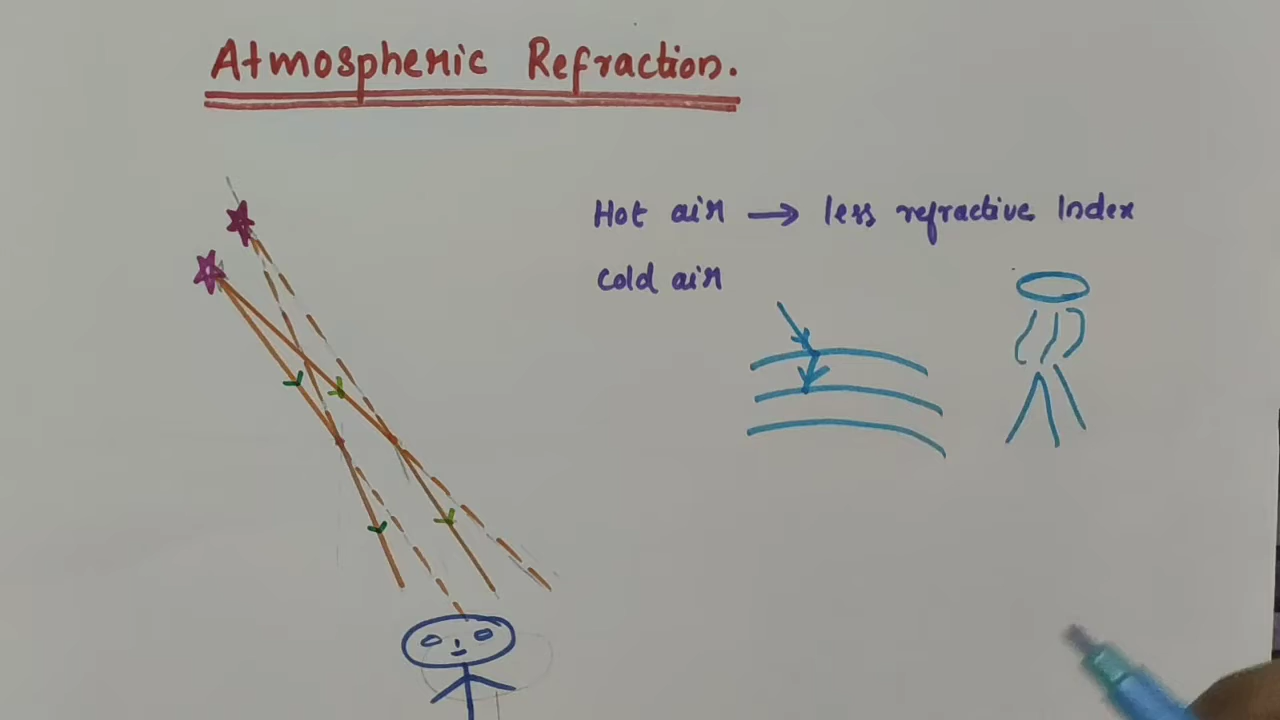 Atmospheric Refraction.
Hot air → less refractive Index
Cold air